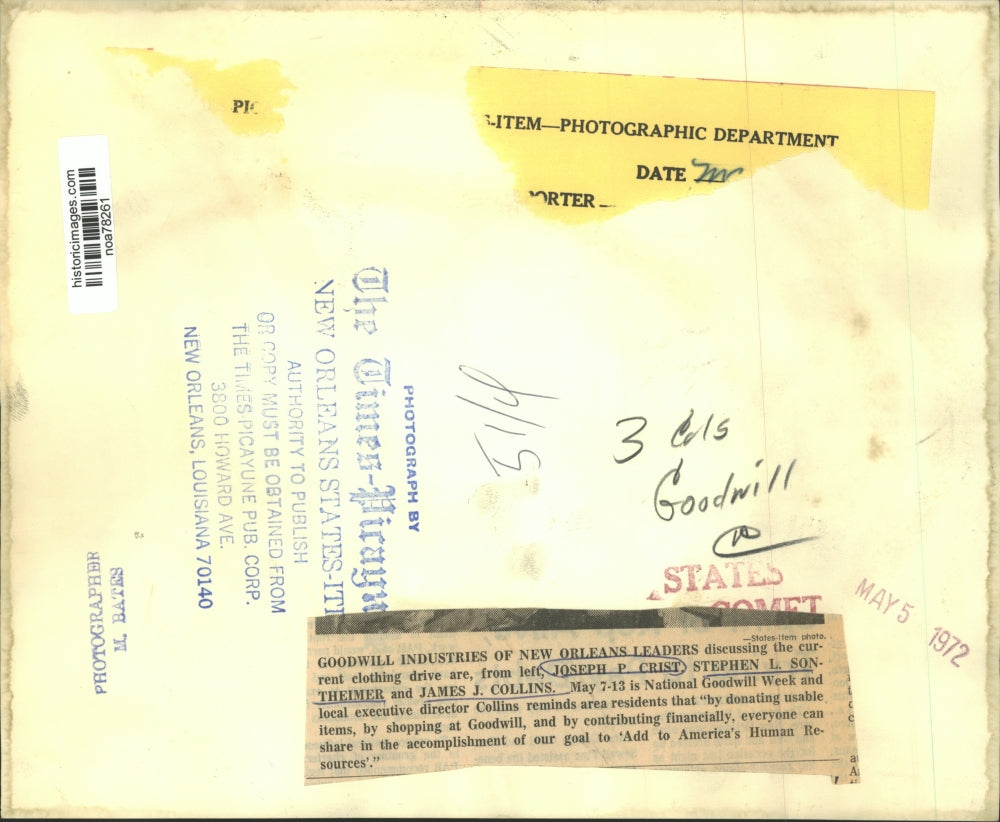 -ITEM—PHOTOGRAPHIC DEPARTMENT
DATE
ORTER
historicimages.com
noa78261
PHOTOGRAPH BY
The Times-Picayu
NEW ORLEANS STATES-IT
AUTHORITY TO PUBLISH
OR COPY MUST BE OBTAINED FROM
THE TIMES-PICAYUNE PUB. CORP.
3800 HOWARD AVE.
NEW ORLEANS, LOUISIANA 70140
PHOTOGRAPHER
M. BATES
5/14
3 Cols
Goodwill
STATES
COMET
MAY 5 1972
—States-Item photo.
GOODWILL INDUSTRIES OF NEW ORLEANS LEADERS discussing the cur-
rent clothing drive are, from left, JOSEPH P. CRIST, STEPHEN L. SON-
THEIMER and JAMES J. COLLINS. May 7-13 is National Goodwill Week and
local executive director Collins reminds area residents that "by donating usable
items, by shopping at Goodwill, and by contributing financially, everyone can
share in the accomplishment of our goal to 'Add to America's Human Re-
sources'."